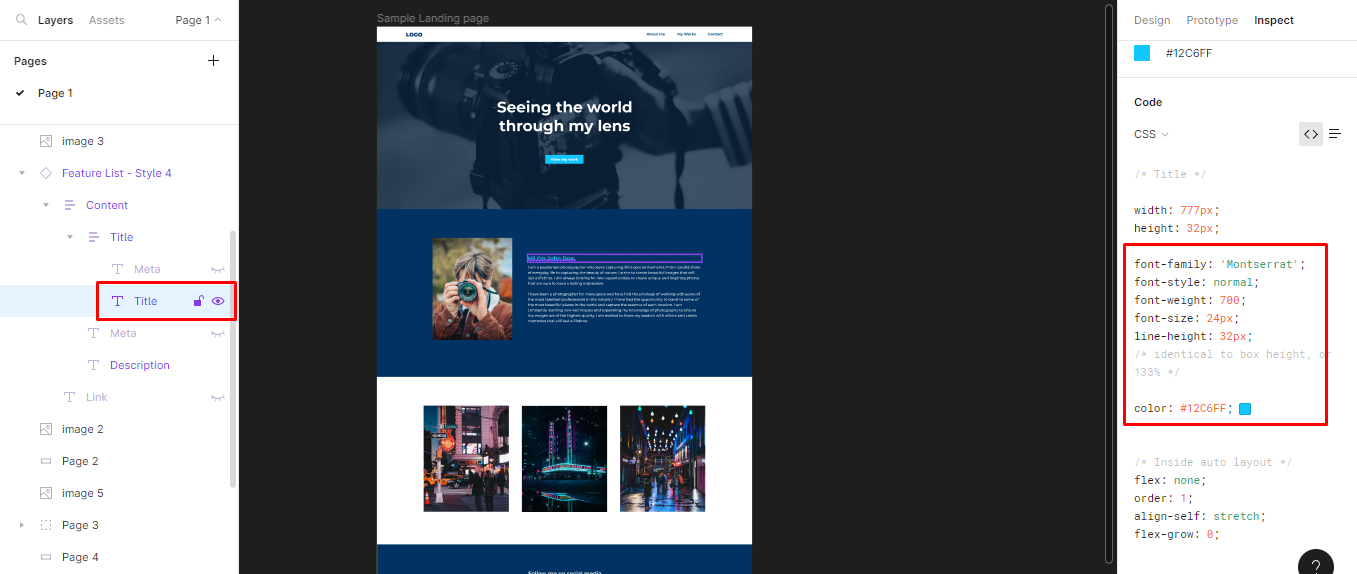 Layers
Assets
Page 1
Pages
Page 1
image 3
Feature List - Style 4
Content
Title
Meta
Title
Meta
Description
Link
image 2
Page 2
image 5
Page 3
Page 4
Sample Landing page
LOGO
About me
My Works
Contact
Seeing the world
through my lens
View my work
Hi! I'm John Doe.
Follow me on social media
Design
Prototype
Inspect
#12C6FF
Code
CSS
/* Title */
width: 777px;
height: 32px;
font-family: 'Montserrat';
font-style: normal;
font-weight: 700;
font-size: 24px;
line-height: 32px;
/* identical to box height, or
133% */
color: #12C6FF;
/* Inside auto layout */
flex: none;
order: 1;
align-self: stretch;
flex-grow: 0;
?